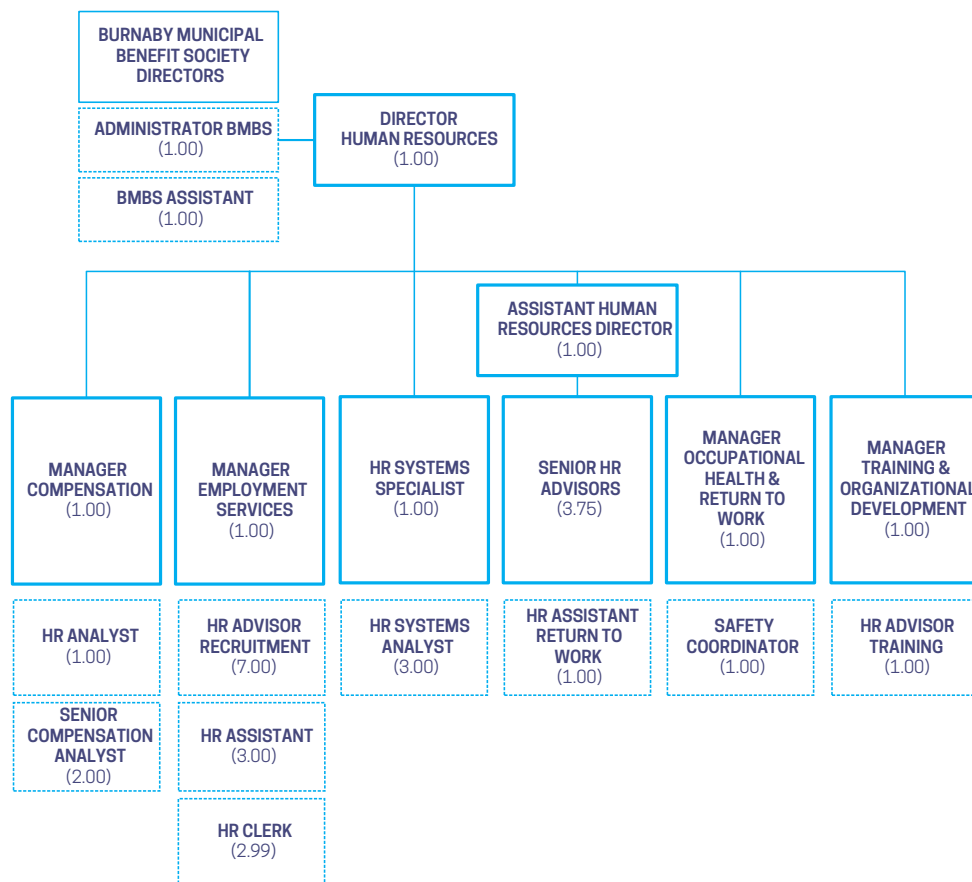 BURNABY MUNICIPAL
BENEFIT SOCIETY
DIRECTORS
ADMINISTRATOR BMBS
(1.00)
BMBS ASSISTANT
(1.00)
DIRECTOR
HUMAN RESOURCES
(1.00)
ASSISTANT HUMAN
RESOURCES DIRECTOR
(1.00)
MANAGER
COMPENSATION
(1.00)
MANAGER
EMPLOYMENT
SERVICES
(1.00)
HR SYSTEMS
SPECIALIST
(1.00)
SENIOR HR
ADVISORS
(3.75)
MANAGER
OCCUPATIONAL
HEALTH &
RETURN TO
WORK
(1.00)
MANAGER
TRAINING &
ORGANIZATIONAL
DEVELOPMENT
(1.00)
HR ANALYST
(1.00)
HR ADVISOR
RECRUITMENT
(7.00)
HR SYSTEMS
ANALYST
(3.00)
HR ASSISTANT
RETURN TO
WORK
(1.00)
SAFETY
COORDINATOR
(1.00)
HR ADVISOR
TRAINING
(1.00)
SENIOR
COMPENSATION
ANALYST
(2.00)
HR ASSISTANT
(3.00)
HR CLERK
(2.99)